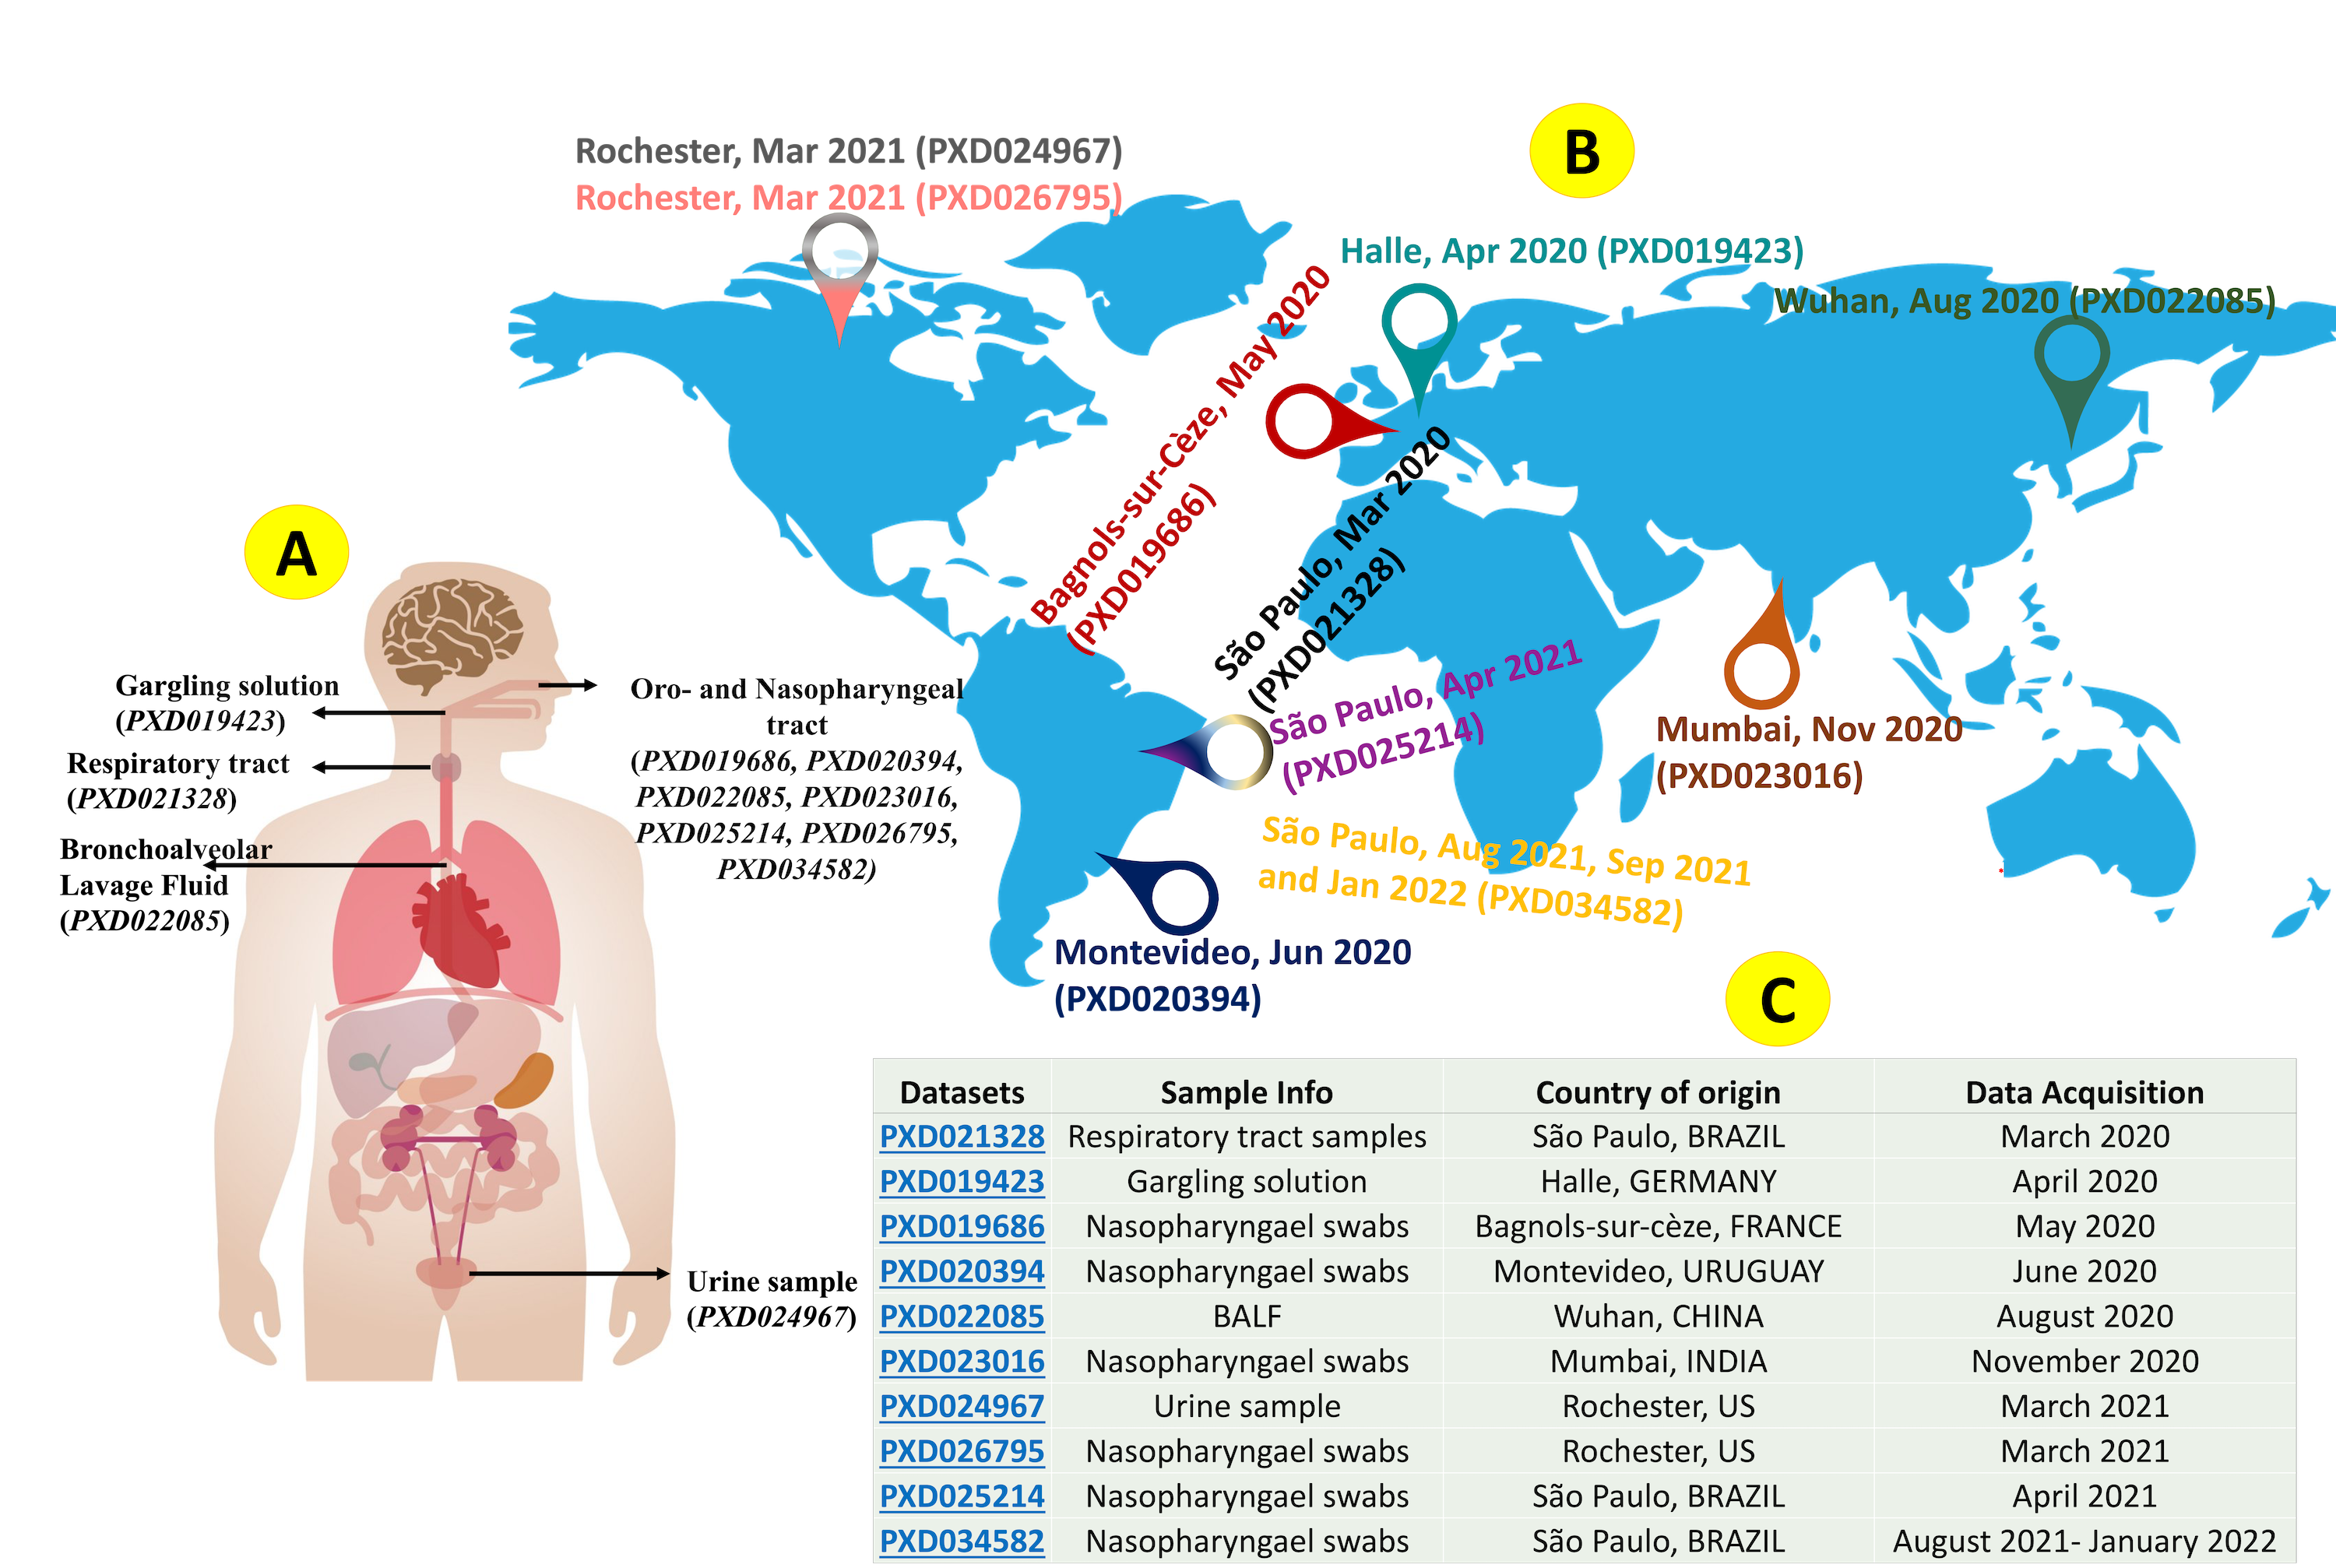 Rochester, Mar 2021 (PXD024967)
Rochester, Mar 2021 (PXD026795)
B
Halle, Apr 2020 (PXD019423)
Wuhan, Aug 2020 (PXD022085)
Bagnols-sur-Cèze, May 2020
(PXD019686)
São Paulo, Mar 2020
(PXD021328)
São Paulo, Apr 2021
(PXD025214)
São Paulo, Aug 2021, Sep 2021
and Jan 2022 (PXD034582)
Mumbai, Nov 2020
(PXD023016)
Montevideo, Jun 2020
(PXD020394)
A
Gargling solution
(PXD019423)
Respiratory tract
(PXD021328)
Bronchoalveolar
Lavage Fluid
(PXD022085)
Oro- and Nasopharyngeal
tract
(PXD019686, PXD020394,
PXD022085, PXD023016,
PXD025214, PXD026795,
PXD034582)
Urine sample
(PXD024967)
C
Datasets Sample Info Country of origin Data Acquisition
PXD021328 Respiratory tract samples São Paulo, BRAZIL March 2020
PXD019423 Gargling solution Halle, GERMANY April 2020
PXD019686 Nasopharyngael swabs Bagnols-sur-cèze, FRANCE May 2020
PXD020394 Nasopharyngael swabs Montevideo, URUGUAY June 2020
PXD022085 BALF Wuhan, CHINA August 2020
PXD023016 Nasopharyngael swabs Mumbai, INDIA November 2020
PXD024967 Urine sample Rochester, US March 2021
PXD026795 Nasopharyngael swabs Rochester, US March 2021
PXD025214 Nasopharyngael swabs São Paulo, BRAZIL April 2021
PXD034582 Nasopharyngael swabs São Paulo, BRAZIL August 2021- January 2022